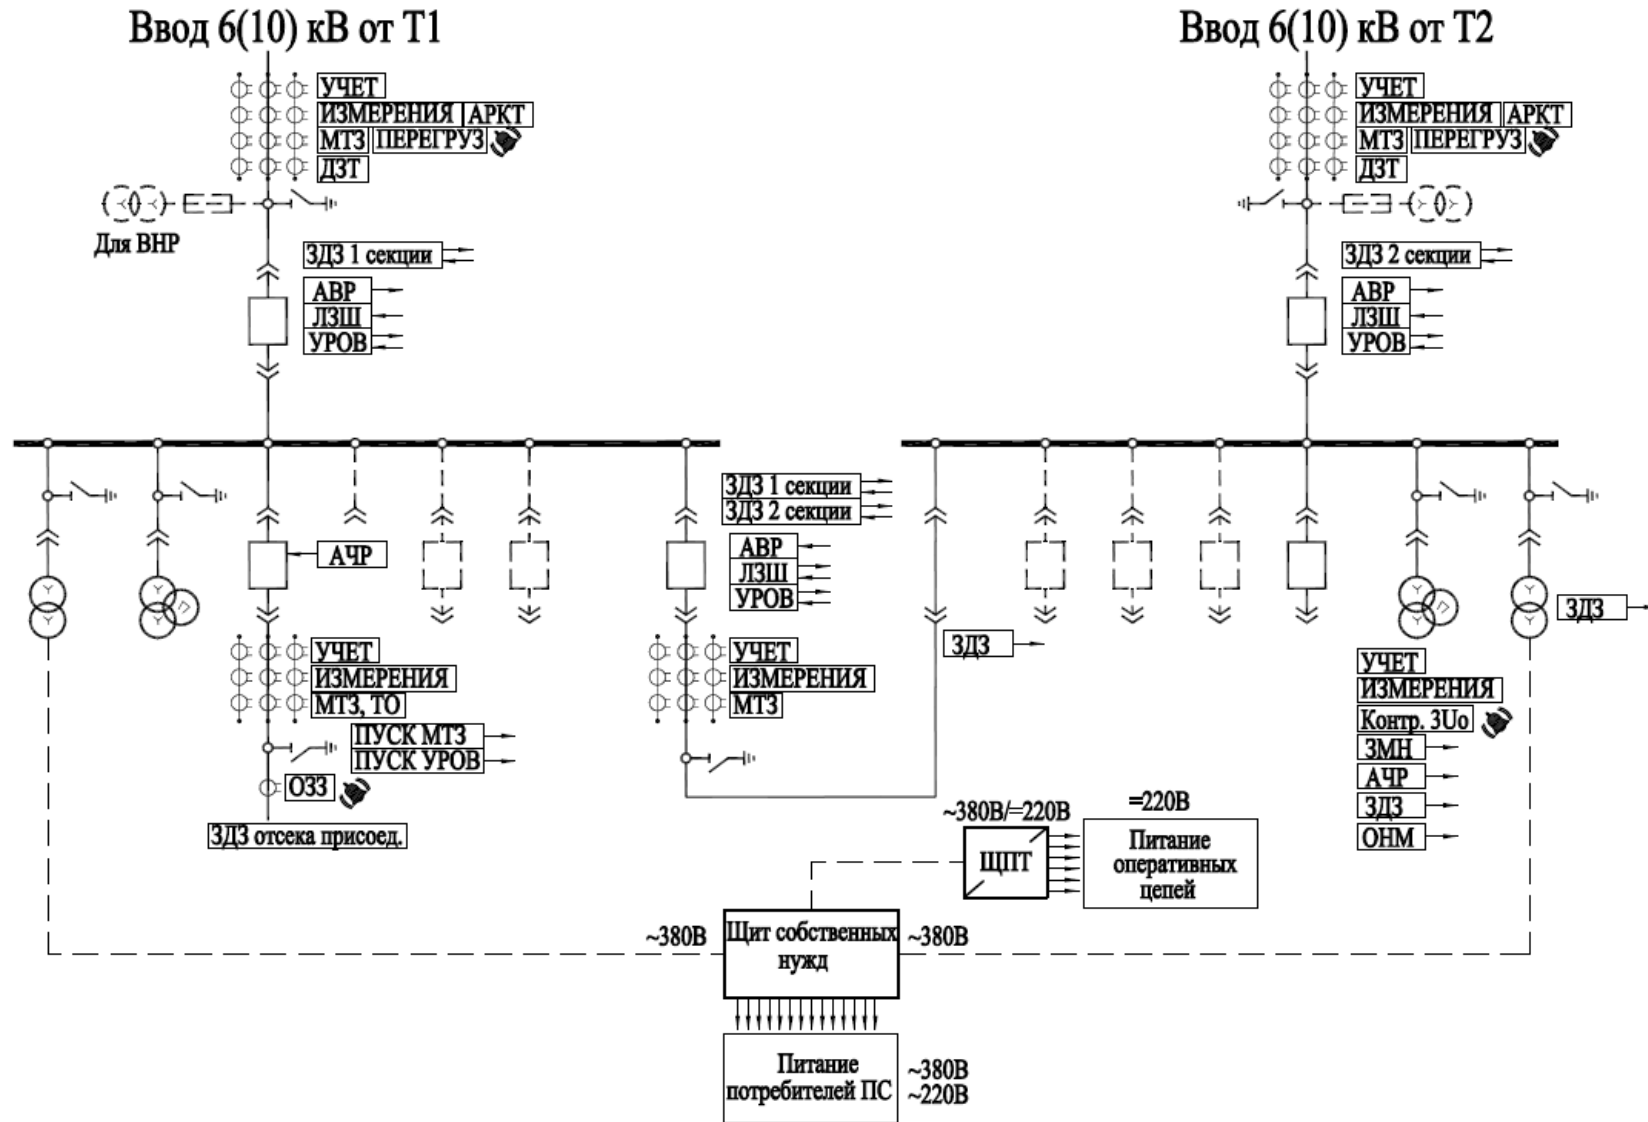 Ввод 6(10) кВ от Т1
УЧЕТ
ИЗМЕРЕНИЯ АРКТ
МТЗ ПЕРЕГРУЗ
ДЗТ
Для ВНР
ЗДЗ 1 секции
АВР
ЛЗШ
УРОВ
Ввод 6(10) кВ от Т2
УЧЕТ
ИЗМЕРЕНИЯ АРКТ
МТЗ ПЕРЕГРУЗ
ДЗТ
ЗДЗ 2 секции
АВР
ЛЗШ
УРОВ
АЧР
УЧЕТ
ИЗМЕРЕНИЯ
МТЗ, ТО
ПУСК МТЗ
ПУСК УРОВ
ОЗЗ
ЗДЗ отсека присоед.
ЗДЗ 1 секции
ЗДЗ 2 секции
АВР
ЛЗШ
УРОВ
УЧЕТ
ИЗМЕРЕНИЯ
МТЗ
ЗДЗ
ЗДЗ
УЧЕТ
ИЗМЕРЕНИЯ
Контр. 3Uo
ЗМН
АЧР
ЗДЗ
ОНМ
~380В/=220В
=220В
ЩПТ
Питание
оперативных
цепей
~380В
Щит собственных
нужд
~380В
Питание
потребителей ПС
~380В
~220В